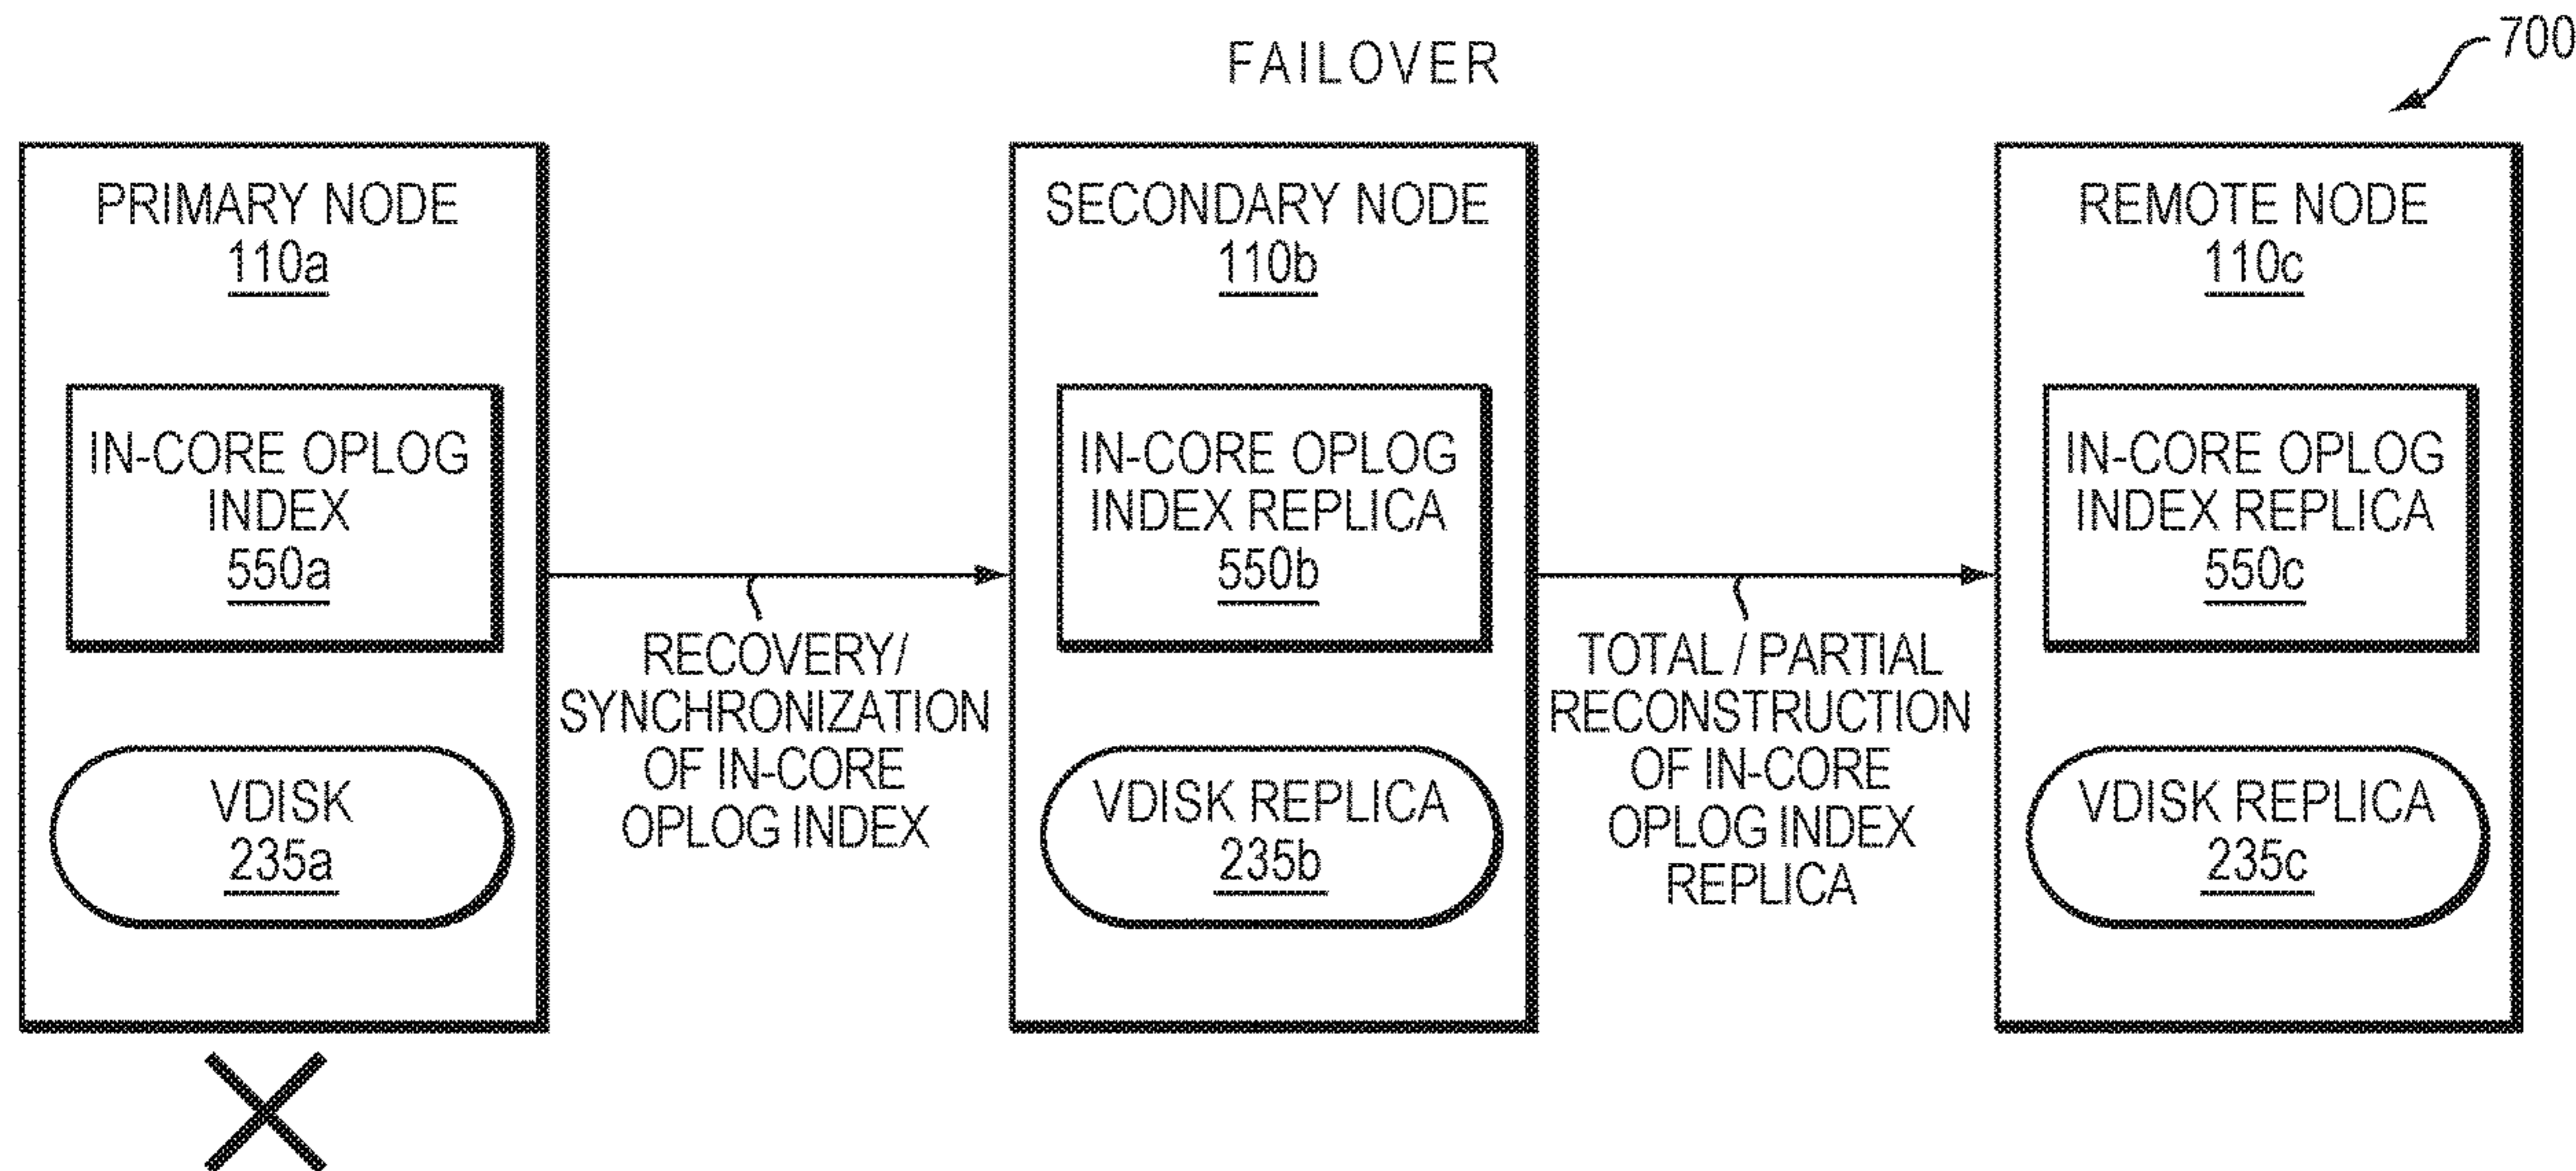 700
FAILOVER
PRIMARY NODE
110a
IN-CORE OPLOG
INDEX
550a
VDISK
235a
RECOVERY/
SYNCHRONIZATION
OF IN-CORE
OPLOG INDEX
SECONDARY NODE
110b
IN-CORE OPLOG
INDEX REPLICA
550b
VDISK REPLICA
235b
TOTAL / PARTIAL
RECONSTRUCTION
OF IN-CORE
OPLOG INDEX
REPLICA
REMOTE NODE
110c
IN-CORE OPLOG
INDEX REPLICA
550c
VDISK REPLICA
235c